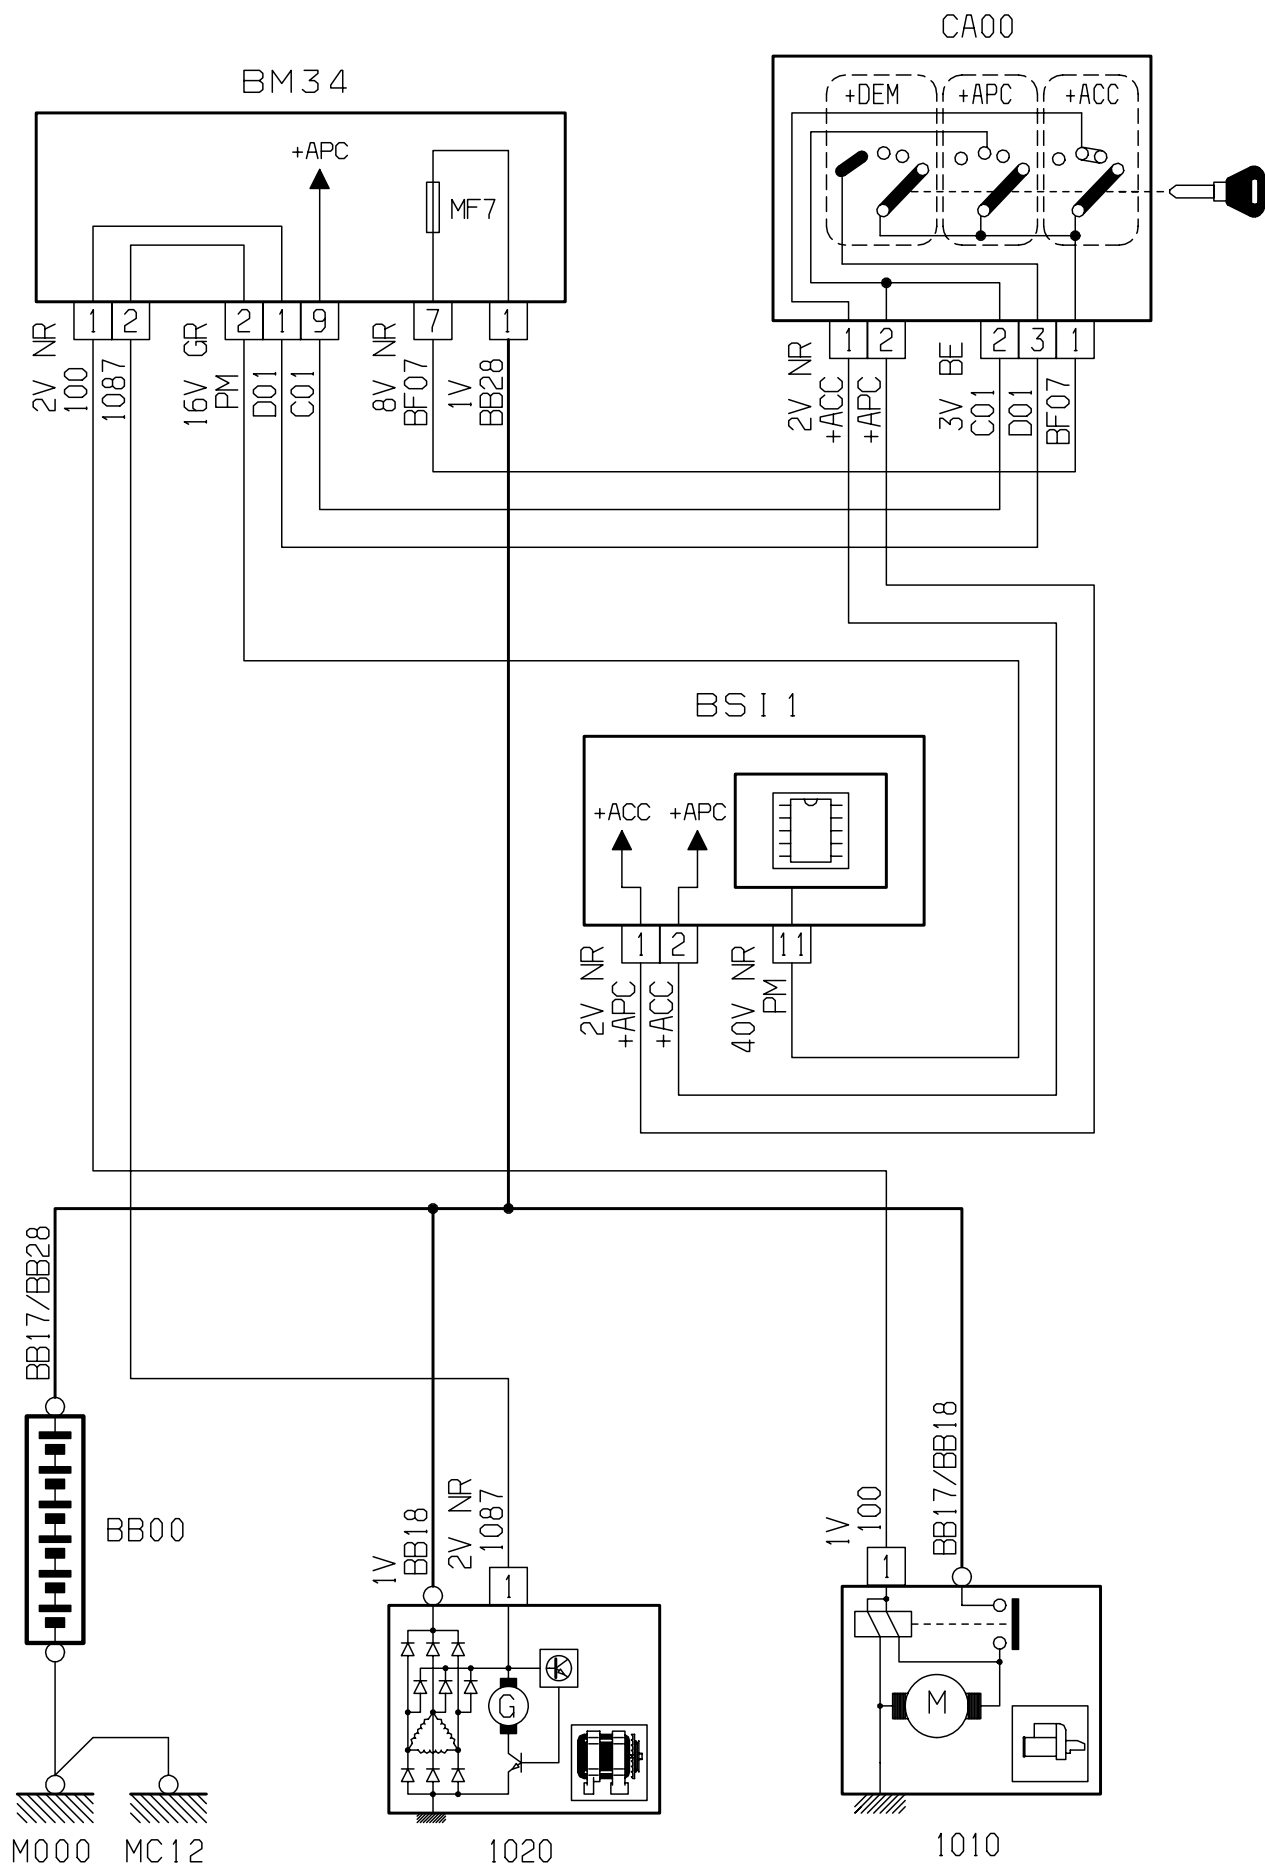 CA00
BM34
+DEM
+APC
+ACC
+APC
MF7
1
2
2
1
9
7
1
1
2
2
3
1
2V NR
100
1087
16V GR
PM
D01
C01
8V NR
BF07
1V
BB28
2V NR
+ACC
+APC
3V BE
C01
D01
BF07
BSI1
+ACC
+APC
1
2
11
2V NR
+APC
+ACC
40V NR
PM
BB17/BB28
BB00
1V
BB18
2V NR
1087
1
1V
100
1
BB17/BB18
G
M
M000
MC12
1020
1010